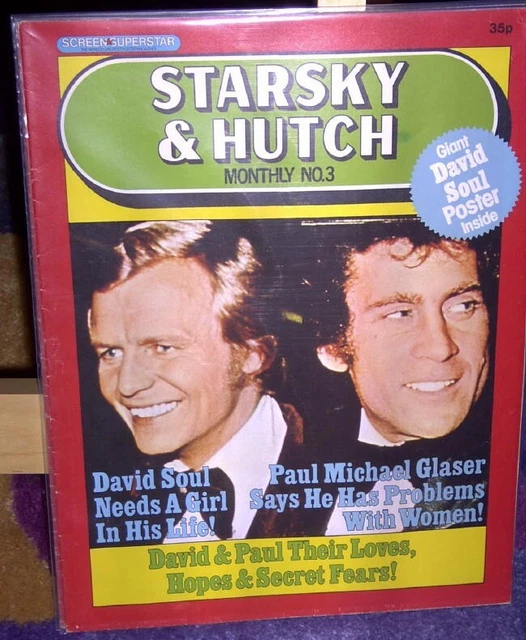 SCREEN SUPERSTAR
35p
STARSKY
& HUTCH
MONTHLY NO.3
Giant
David
Soul
Poster
Inside
David Soul
Needs A Girl
In His Life!
Paul Michael Glaser
Says He Has Problems
With Women!
David & Paul Their Loves,
Hopes & Secret Fears!